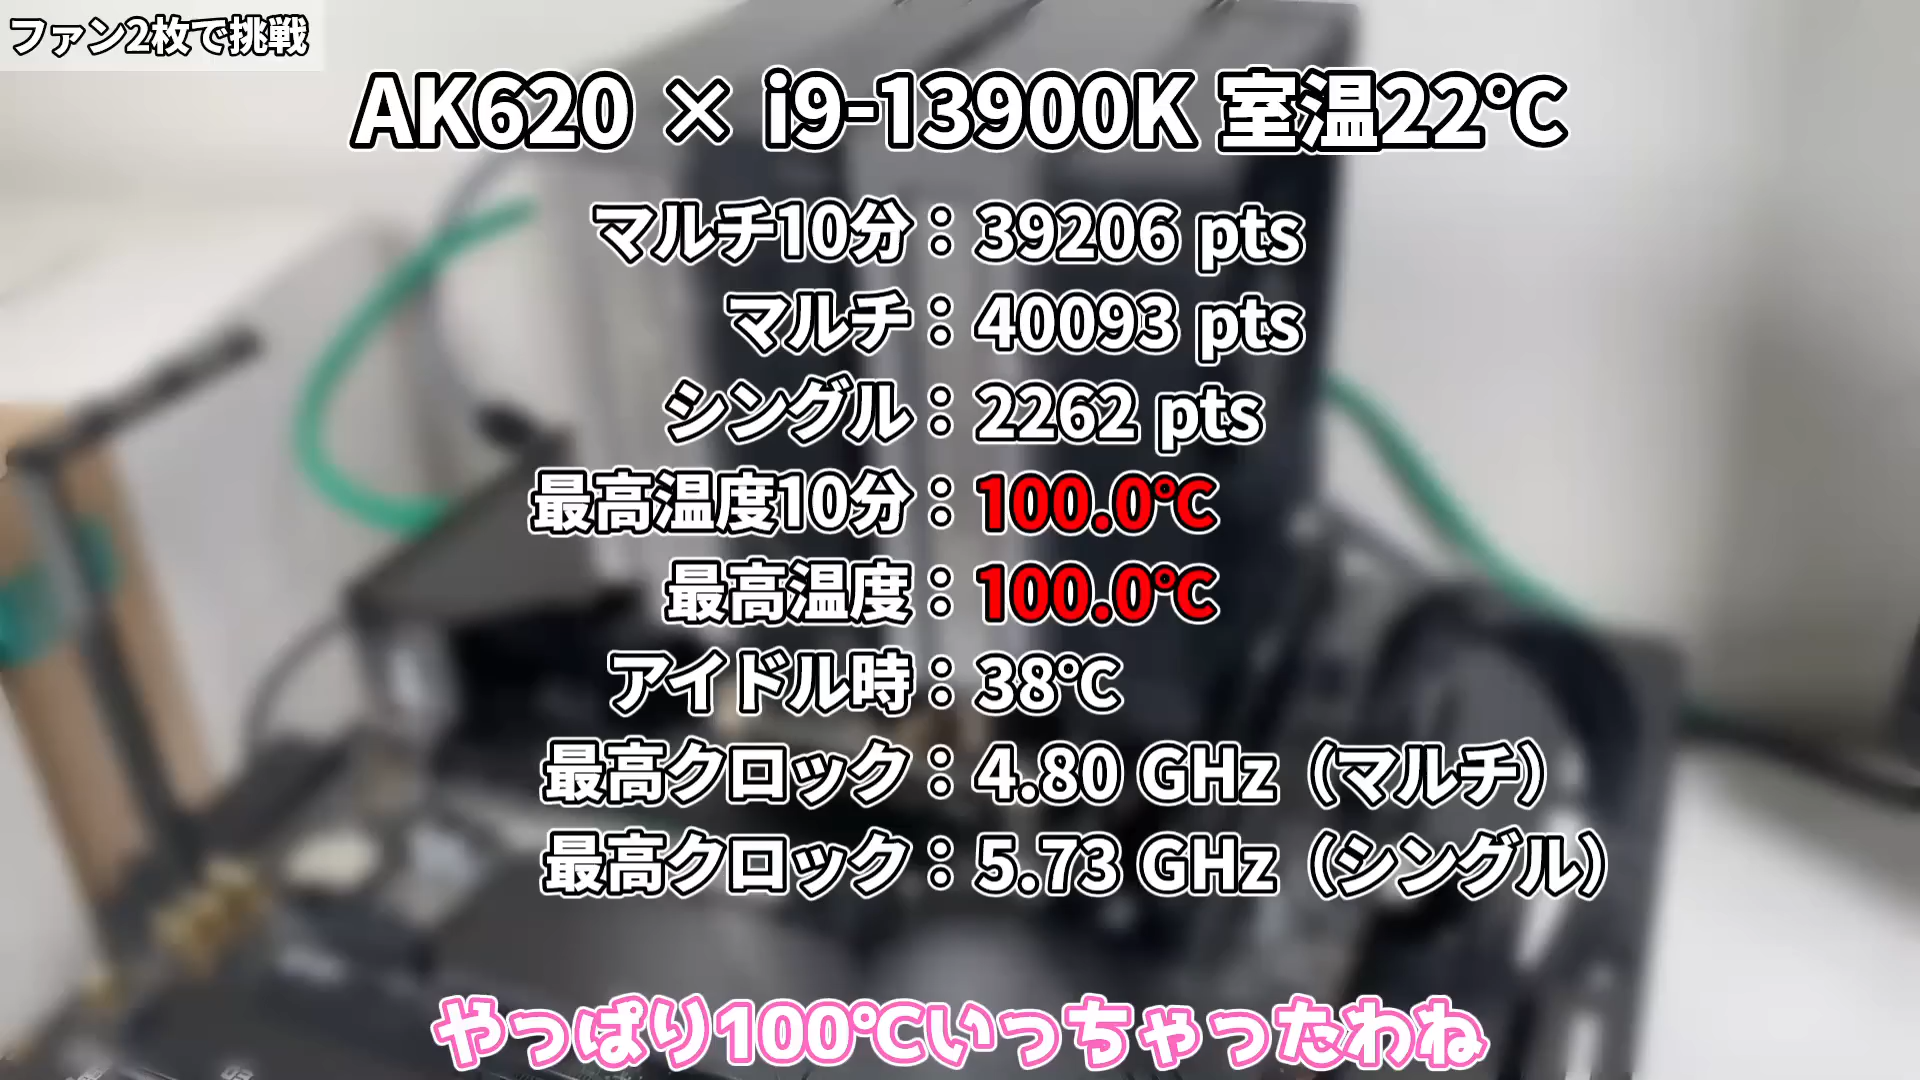 ファン2枚で挑戦
AK620 × i9-13900K 室温22℃
マルチ10分：39206 pts
マルチ：40093 pts
シングル：2262 pts
最高温度10分：100.0℃
最高温度：100.0℃
アイドル時：38℃
最高クロック：4.80 GHz（マルチ）
最高クロック：5.73 GHz（シングル）
やっぱり100℃いっちゃったわね